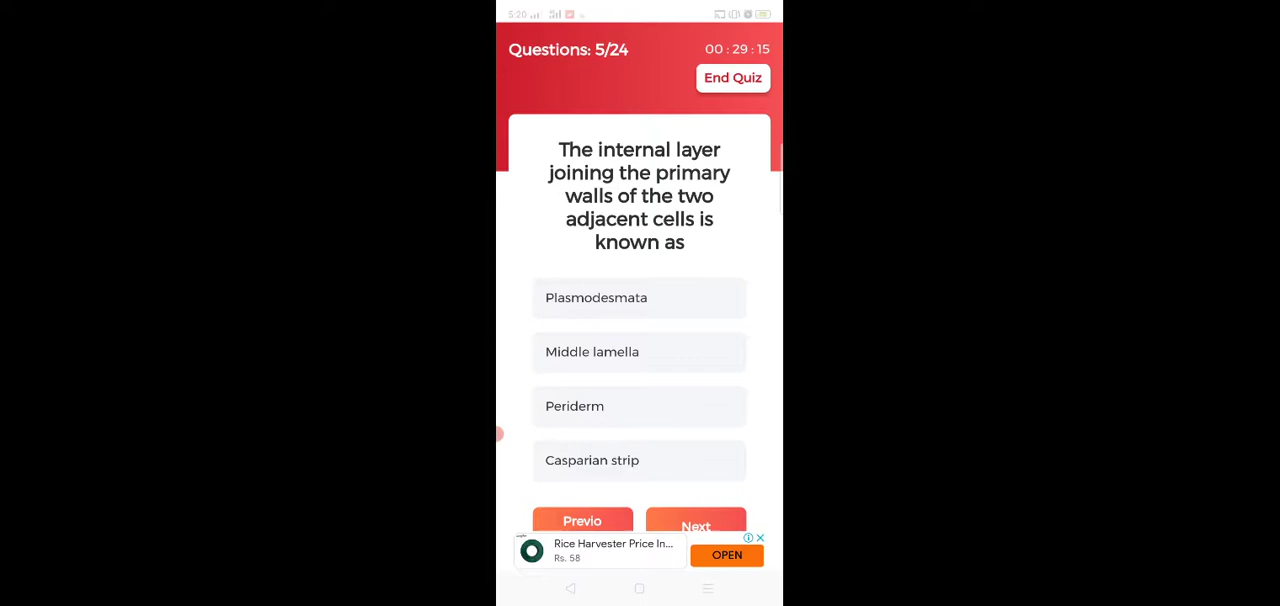 5:20
Questions: 5/24
00 : 29 : 15
End Quiz
The internal layer
joining the primary
walls of the two
adjacent cells is
known as
Plasmodesmata
Middle lamella
Periderm
Casparian strip
Previo
Next
Rice Harvester Price In...
Rs. 58
OPEN